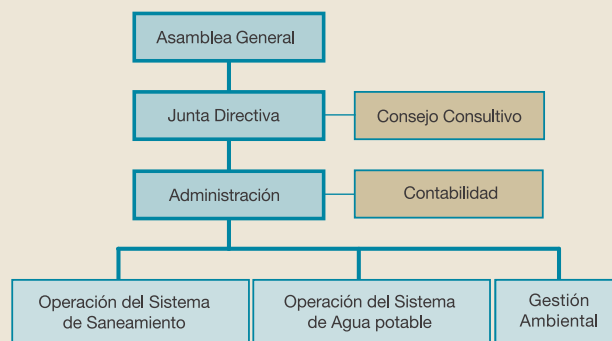 Asamblea General
Junta Directiva
Consejo Consultivo
Administración
Contabilidad
Operación del Sistema
de Saneamiento
Operación del Sistema
de Agua potable
Gestión
Ambiental